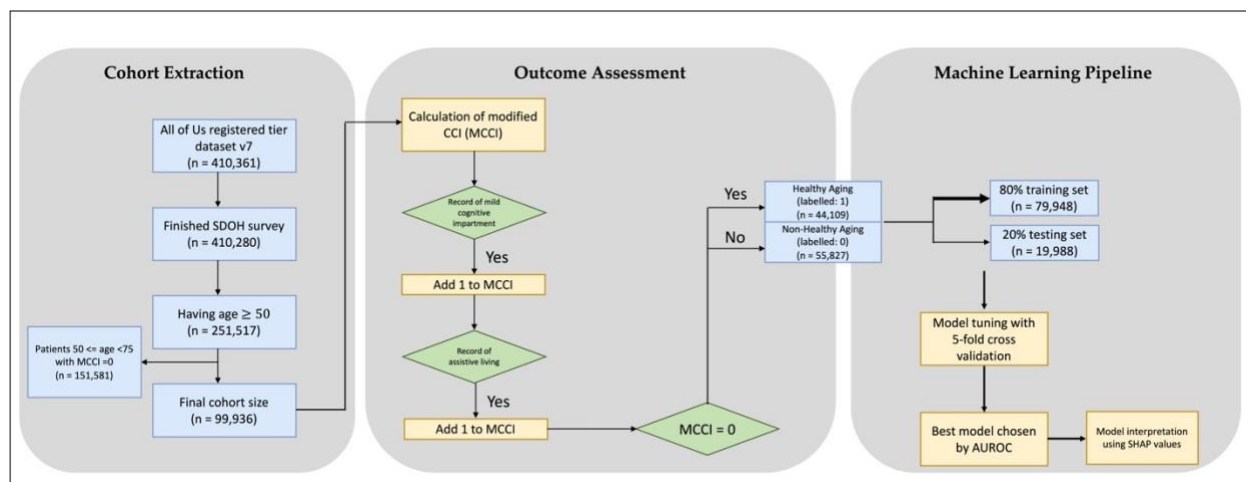 Cohort Extraction
All of Us registered tier
dataset v7
(n = 410,361)
Finished SDOH survey
(n = 410,280)
Having age ≥ 50
(n = 251,517)
Patients 50 <= age <75
with MCCI =0
(n = 151,581)
Final cohort size
(n = 99,936)
Outcome Assessment
Calculation of modified
CCI (MCCI)
Record of mild
cognitive
impartment
Yes
Add 1 to MCCI
Record of
assistive living
Yes
Add 1 to MCCI
MCCI = 0
Yes
No
Healthy Aging
(labelled: 1)
(n = 44,109)
Non-Healthy Aging
(labelled: 0)
(n = 55,827)
Machine Learning Pipeline
80% training set
(n = 79,948)
20% testing set
(n = 19,988)
Model tuning with
5-fold cross
validation
Best model chosen
by AUROC
Model interpretation
using SHAP values